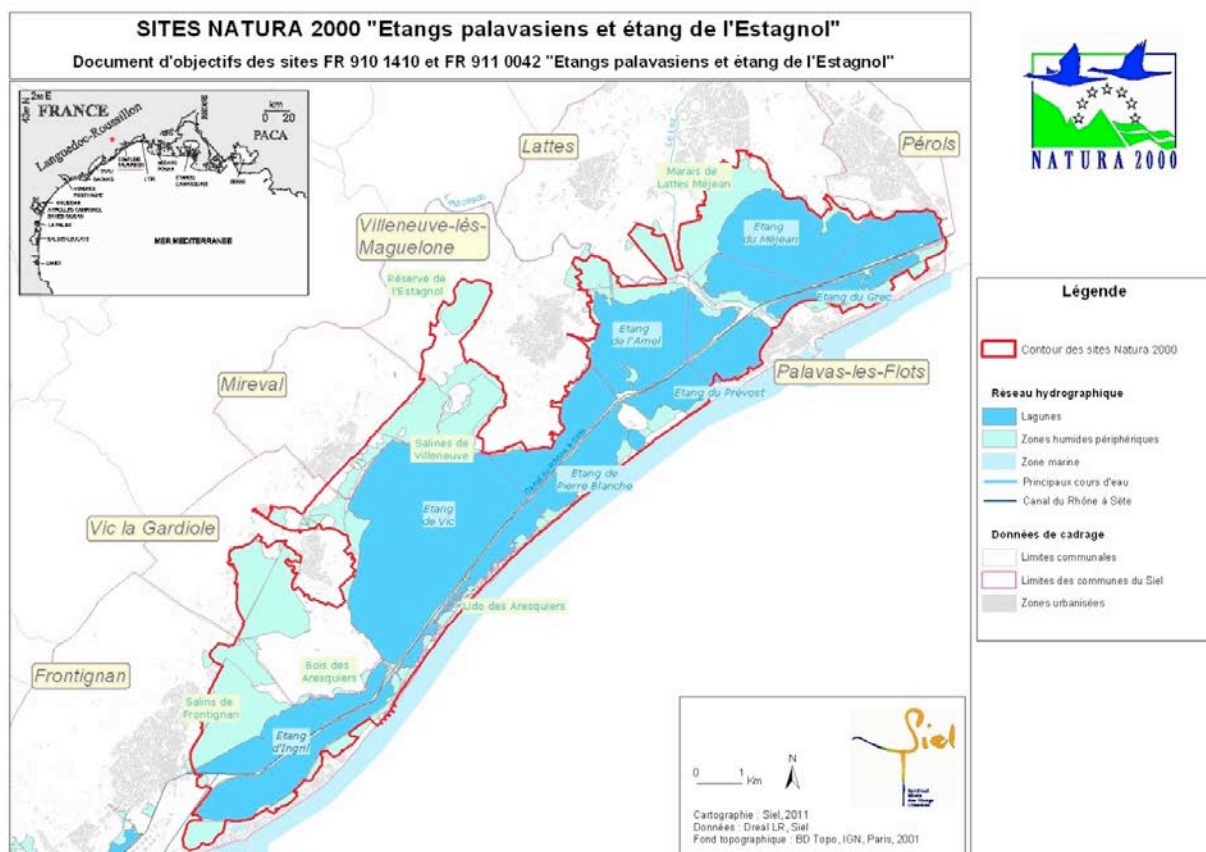 SITES NATURA 2000 "Etangs palavasiens et étang de l'Estagnol"
Document d'objectifs des sites FR 910 1410 et FR 911 0042 "Etangs palavasiens et étang de l'Estagnol"
FRANCE
Languedoc-Roussillon
km
0 20
PACA
L'OR
MER MEDITERRANEE
NATURA 2000
Lattes
Pérols
Marais de
Lattes Méjean
Etang
du Méjean
Villeneuve-lès-
Maguelone
Réserve de
l'Estagnol
Etang du Grec
Etang
de l'Arnel
Palavas-les-Flots
Etang du Prévost
Mireval
Salines de
Villeneuve
Canal du Rhône à Sète
Etang de
Pierre Blanche
Etang
de Vic
Vic la Gardiole
Lido des Aresquiers
Bois des
Aresquiers
Frontignan
Salins de
Frontignan
Etang
d'Ingril
Légende
Contour des sites Natura 2000
Réseau hydrographique
Lagunes
Zones humides périphériques
Zone marine
Principaux cours d'eau
Canal du Rhône à Sète
Données de cadrage
Limites communales
Limites des communes du Siel
Zones urbanisées
0 1
Km
N
Siel
Cartographie : Siel, 2011
Données : Dreal LR, Siel
Fond topographique : BD Topo, IGN, Paris, 2001